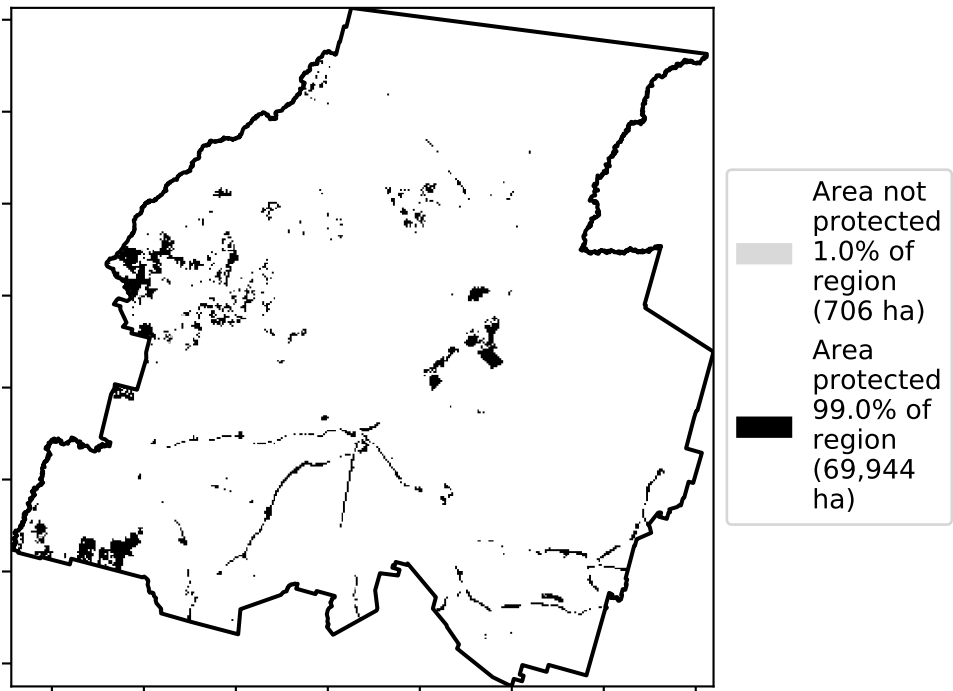 Area not
protected
1.0% of
region
(706 ha)
Area
protected
99.0% of
region
(69,944
ha)